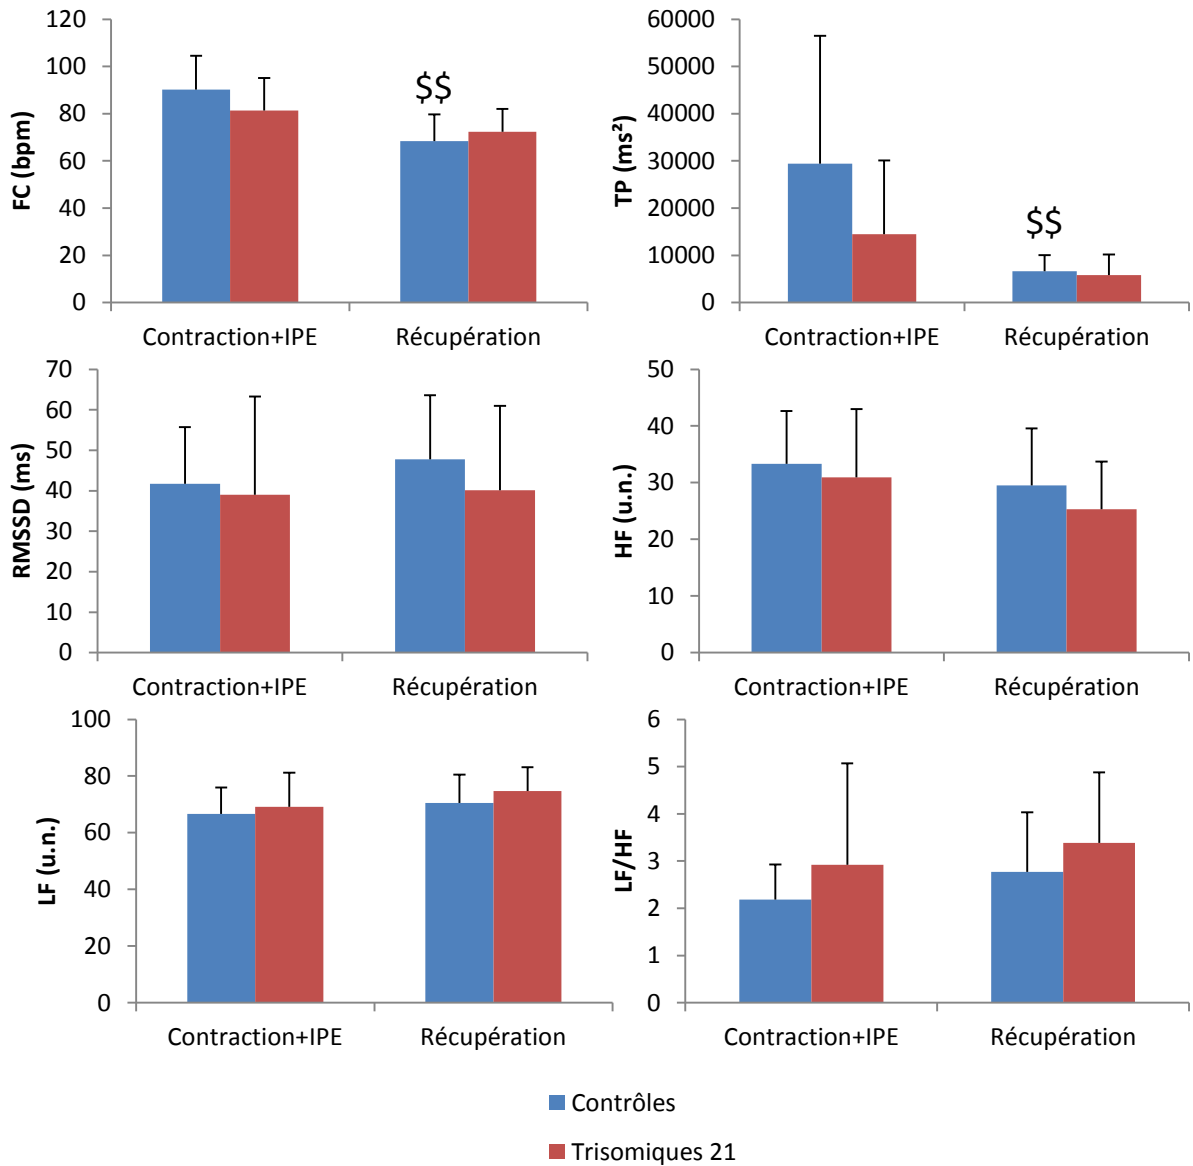 FC (bpm)
120
100
80
60
40
20
0
$$
Contraction+IPE
Récupération
TP (ms²)
60000
50000
40000
30000
20000
10000
0
$$
Contraction+IPE
Récupération
RMSSD (ms)
70
60
50
40
30
20
10
0
Contraction+IPE
Récupération
HF (u.n.)
50
40
30
20
10
0
Contraction+IPE
Récupération
LF (u.n.)
100
80
60
40
20
0
Contraction+IPE
Récupération
LF/HF
6
5
4
3
2
1
0
Contraction+IPE
Récupération
Contrôles
Trisomiques 21